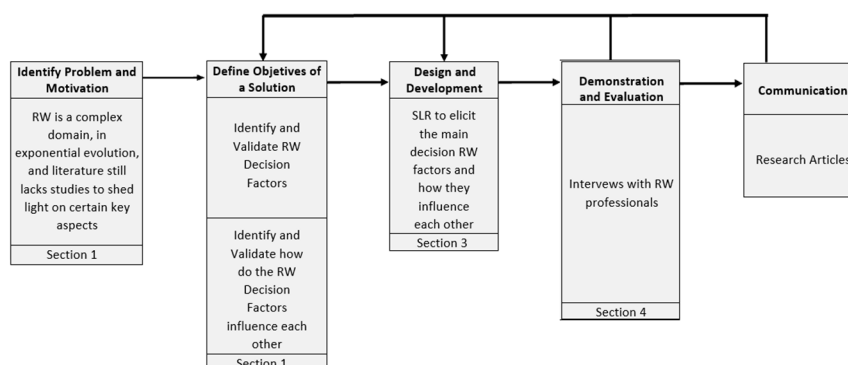 Identify Problem and
Motivation
RW is a complex
domain, in
exponential evolution,
and literature still
lacks studies to shed
light on certain key
aspects
Section 1
Define Objetives of
a Solution
Identify and
Validate RW
Decision
Factors
Identify and
Validate how
do the RW
Decision
Factors
influence each
other
Section 1
Design and
Development
SLR to elicit
the main
decision RW
factors and
how they
influence
each other
Section 3
Demonstration
and Evaluation
Intervews with RW
professionals
Section 4
Communication
Research Articles